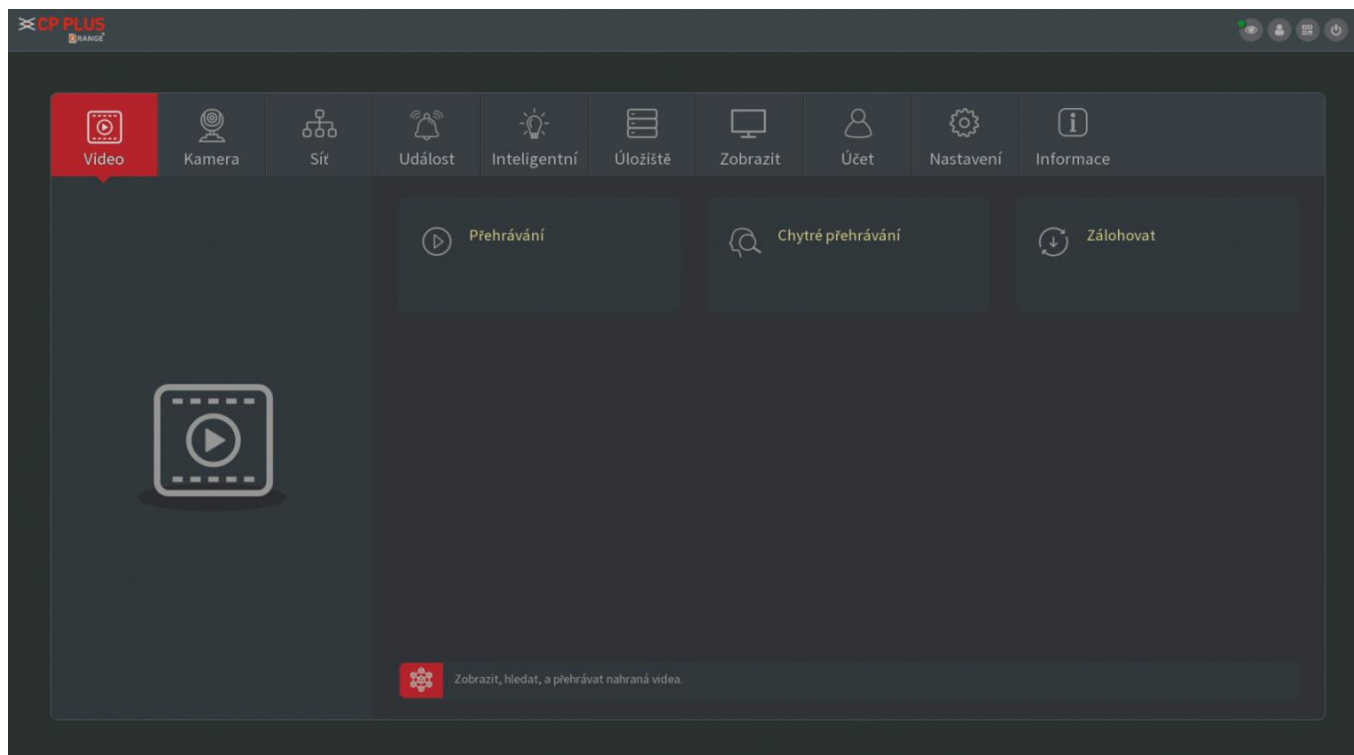 CP PLUS
ORANGE
Video Kamera Síť Událost Inteligentní Úložiště Zobrazit Účet Nastavení Informace
Přehrávání Chytré přehrávání Zálohovat
Zobrazit, hledat, a přehrávat nahraná videa.